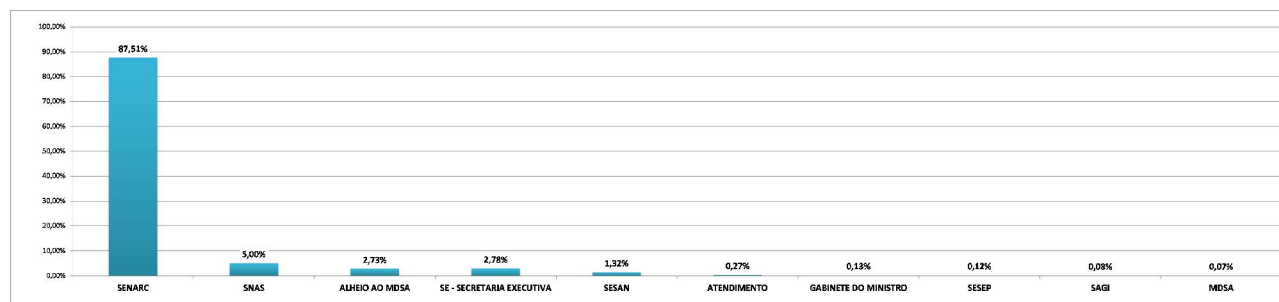 100,00%
90,00%
80,00%
70,00%
60,00%
50,00%
40,00%
30,00%
20,00%
10,00%
0,00%
87,51%
5,00%
2,73%
2,78%
1,32%
0,27%
0,13%
0,12%
0,08%
0,07%
SENARC
SNAS
ALHEIO AO MDSA
SE - SECRETARIA EXECUTIVA
SESAN
ATENDIMENTO
GABINETE DO MINISTRO
SESEP
SAGI
MDSA